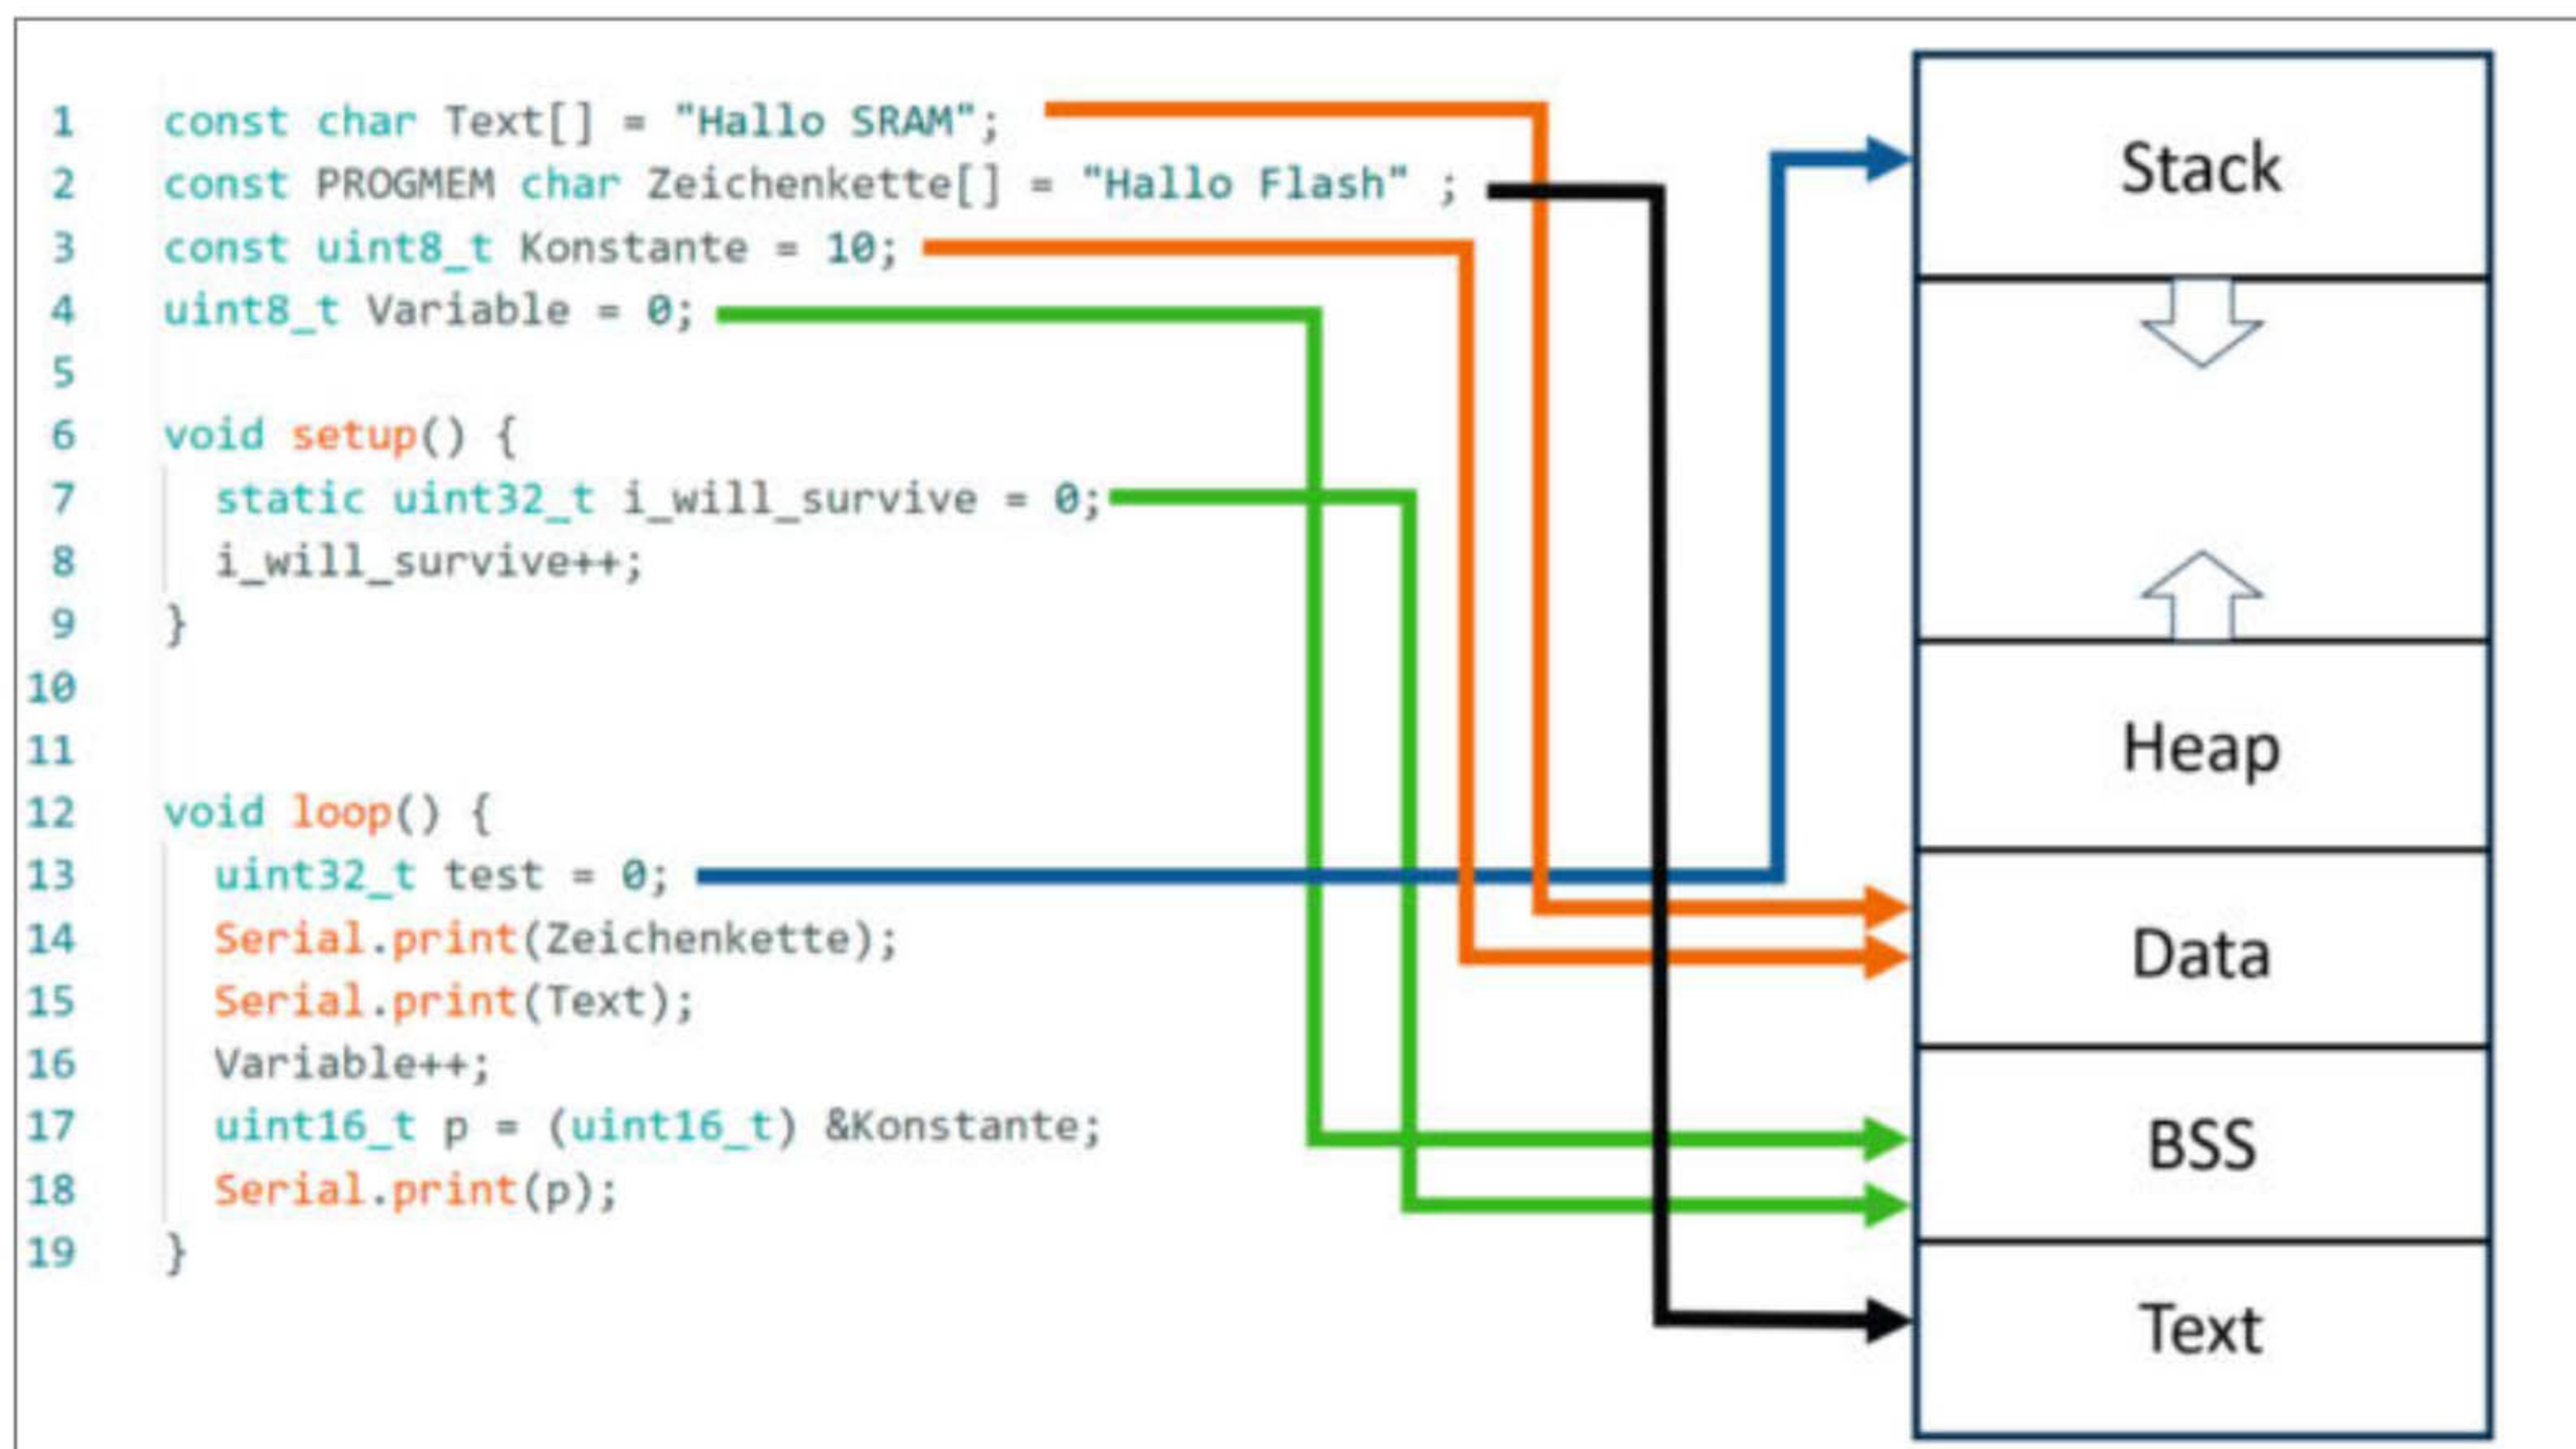 1 const char Text[] = "Hallo SRAM";
2 const PROGMEM char Zeichenkette[] = "Hallo Flash" ;
3 const uint8_t Konstante = 10;
4 uint8_t Variable = 0;
5
6 void setup() {
7 static uint32_t i_will_survive = 0;
8 i_will_survive++;
9 }
10
11
12 void loop() {
13 uint32_t test = 0;
14 Serial.print(Zeichenkette);
15 Serial.print(Text);
16 Variable++;
17 uint16_t p = (uint16_t) &Konstante;
18 Serial.print(p);
19 }
Stack
Heap
Data
BSS
Text